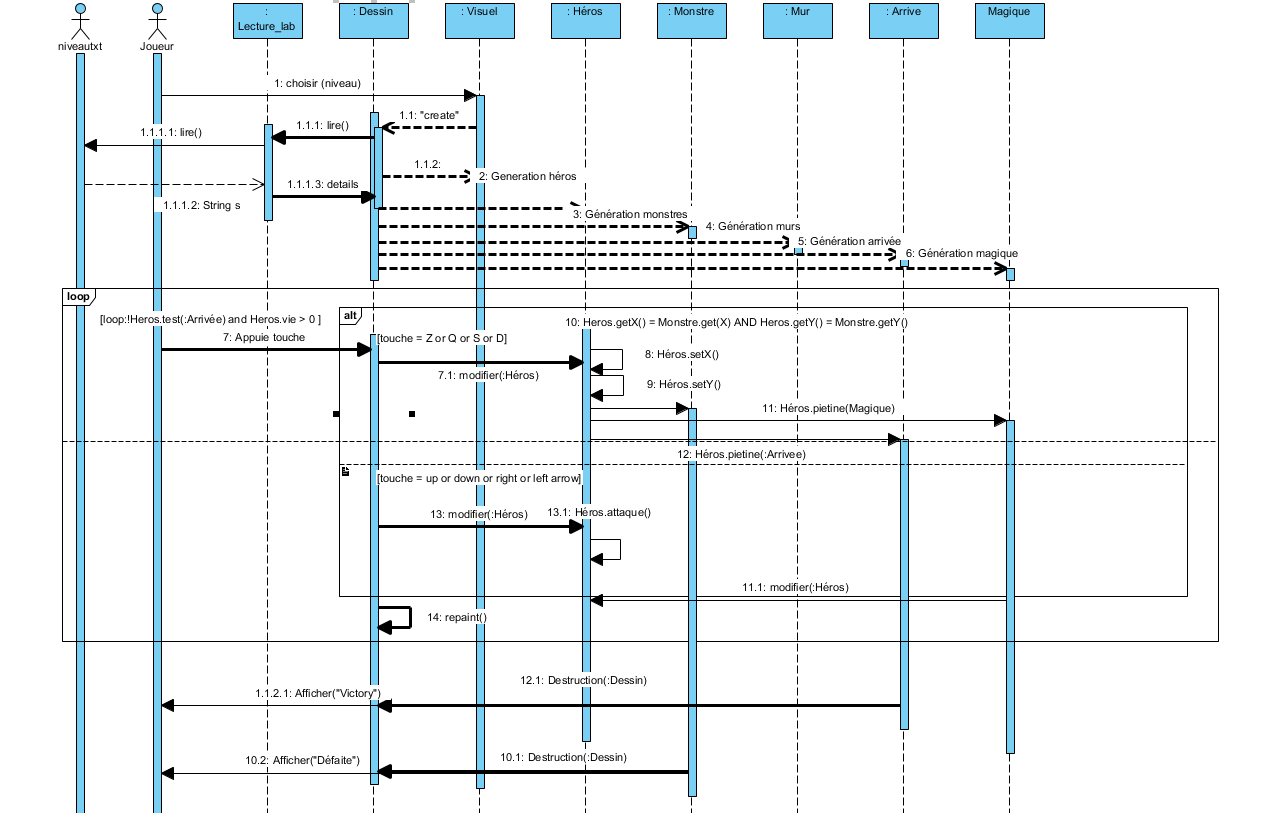 :
Lecture_lab
: Dessin
: Visuel
: Héros
: Monstre
: Mur
: Arrive
Magique
niveautxt
Joueur
1: choisir (niveau)
1.1: "create"
1.1.1: lire()
1.1.1.1: lire()
1.1.2:
2: Generation héros
1.1.1.3: details
1.1.1.2: String s
3: Génération monstres
4: Génération murs
5: Génération arrivée
6: Génération magique
loop
[loop:!Heros.test(:Arrivée) and Heros.vie > 0 ]
alt
10: Heros.getX() = Monstre.get(X) AND Heros.getY() = Monstre.getY()
7: Appuie touche
[touche = Z or Q or S or D]
8: Héros.setX()
7.1: modifier(:Héros)
9: Héros.setY()
11: Héros.pietine(Magique)
12: Héros.pietine(:Arrivee)
[touche = up or down or right or left arrow]
13: modifier(:Héros)
13.1: Héros.attaque()
11.1: modifier(:Héros)
14: repaint()
12.1: Destruction(:Dessin)
1.1.2.1: Afficher("Victory")
10.1: Destruction(:Dessin)
10.2: Afficher("Défaite")